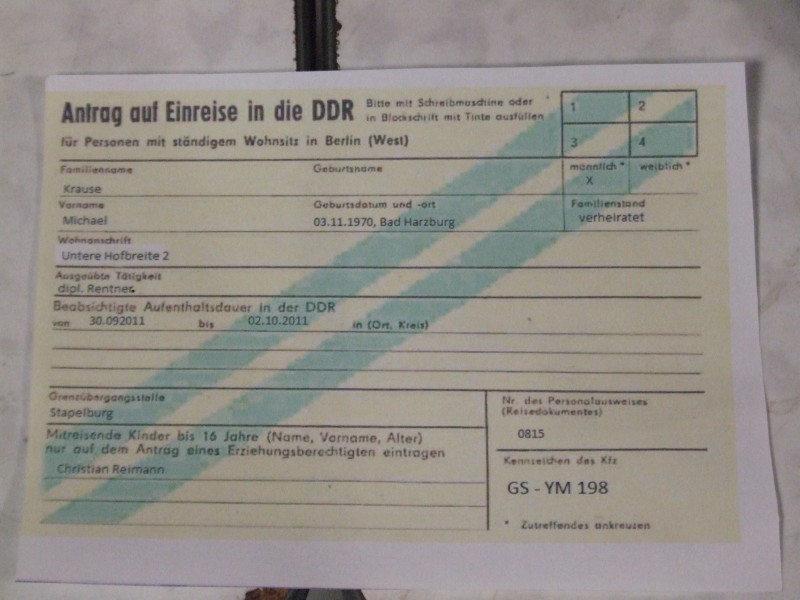 Antrag auf Einreise in die DDR
Bitte mit Schreibmaschine oder
in Blockschrift mit Tinte ausfüllen
für Personen mit ständigem Wohnsitz in Berlin (West)
1 2
3 4
Familienname Geburtsname männlich * weiblich *
Krause X
Vorname Geburtsdatum und -ort Familienstand
Michael 03.11.1970, Bad Harzburg verheiratet
Wohnanschrift
Untere Hofbreite 2
Ausgeübte Tätigkeit
dipl. Rentner
Beabsichtigte Aufenthaltsdauer in der DDR
von 30.092011 bis 02.10.2011 in (Ort, Kreis)
Grenzübergangsstelle
Stapelburg
Mitreisende Kinder bis 16 Jahre (Name, Vorname, Alter)
nur auf dem Antrag eines Erziehungsberechtigten eintragen
Christian Reimann
Nr. des Personalausweises
(Reisedokumentes)
0815
Kennzeichen des Kfz
GS - YM 198
* Zutreffendes ankreuzen